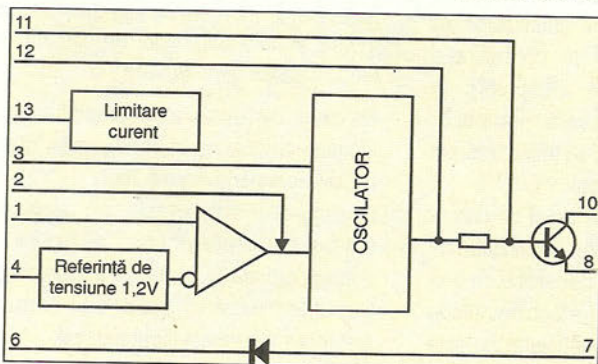 11
12
13
Limitare
curent
3
2
1
4
Referință de
tensiune 1,2V
OSCILATOR
10
8
6
7